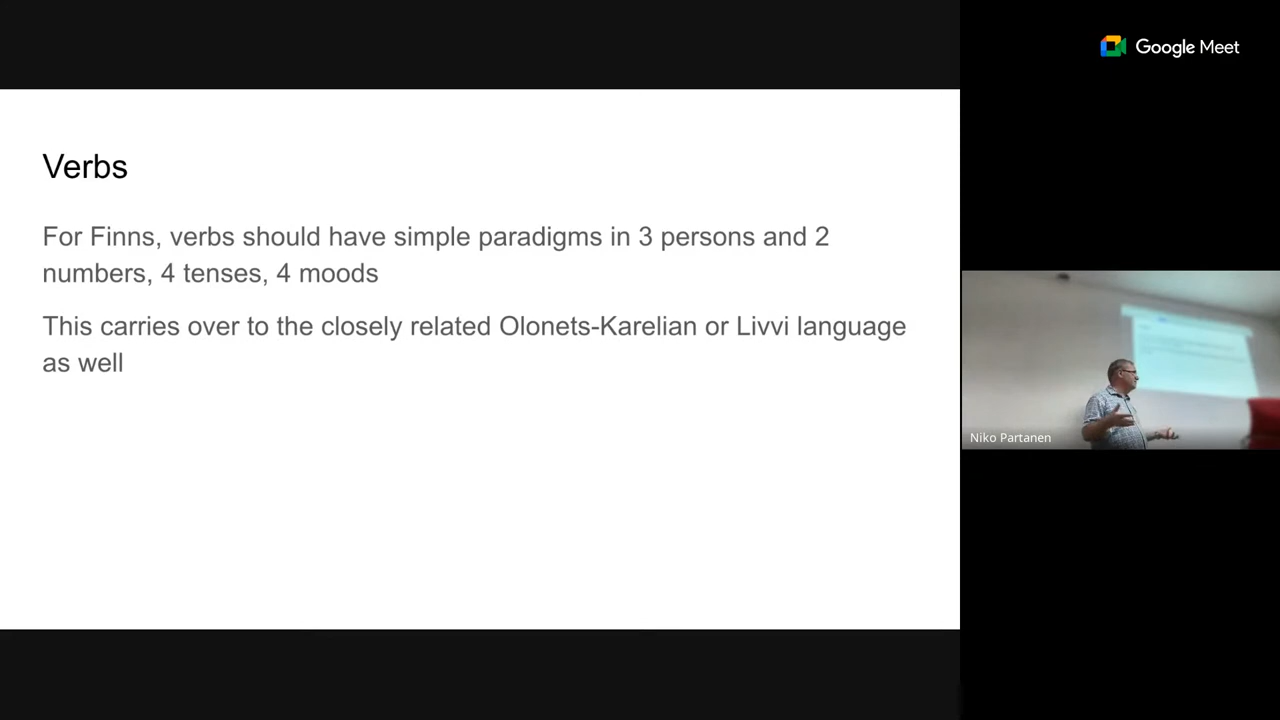 Google Meet
Verbs
For Finns, verbs should have simple paradigms in 3 persons and 2
numbers, 4 tenses, 4 moods
This carries over to the closely related Olonets-Karelian or Livvi language
as well
Niko Partanen